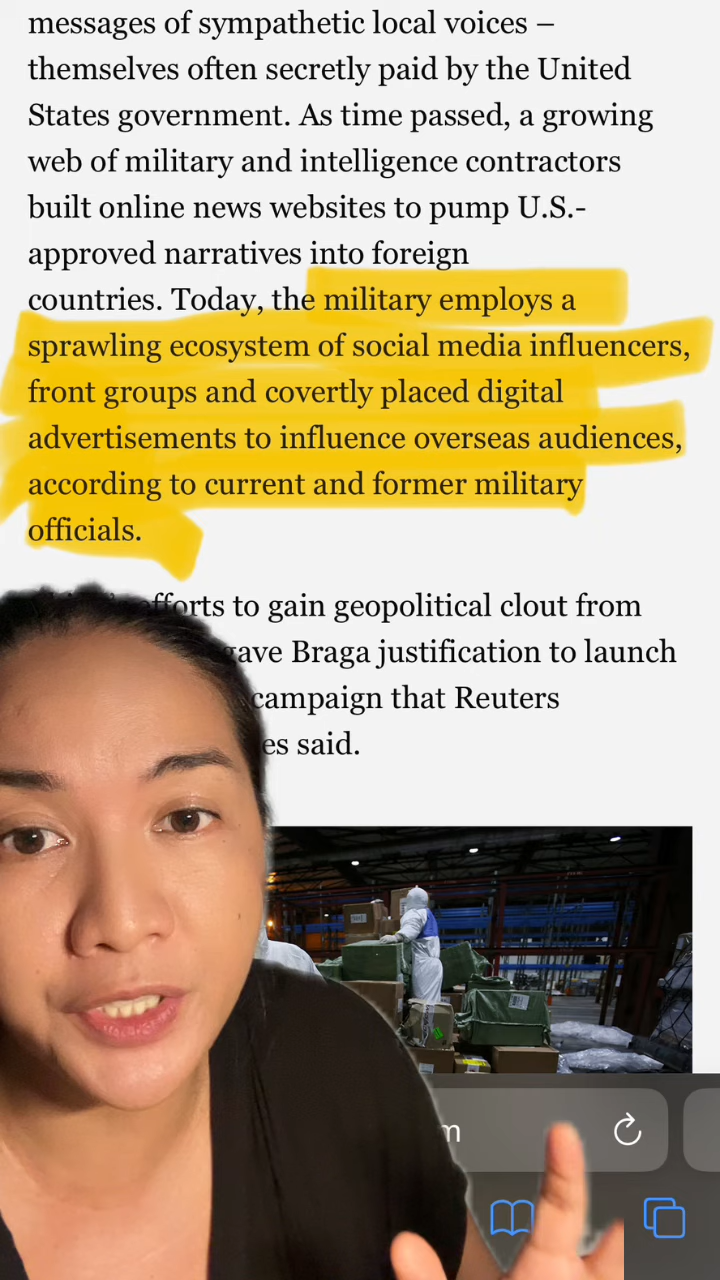 messages of sympathetic local voices –
themselves often secretly paid by the United
States government. As time passed, a growing
web of military and intelligence contractors
built online news websites to pump U.S.-
approved narratives into foreign
countries. Today, the military employs a
sprawling ecosystem of social media influencers,
front groups and covertly placed digital
advertisements to influence overseas audiences,
according to current and former military
officials.
efforts to gain geopolitical clout from
gave Braga justification to launch
campaign that Reuters
said.